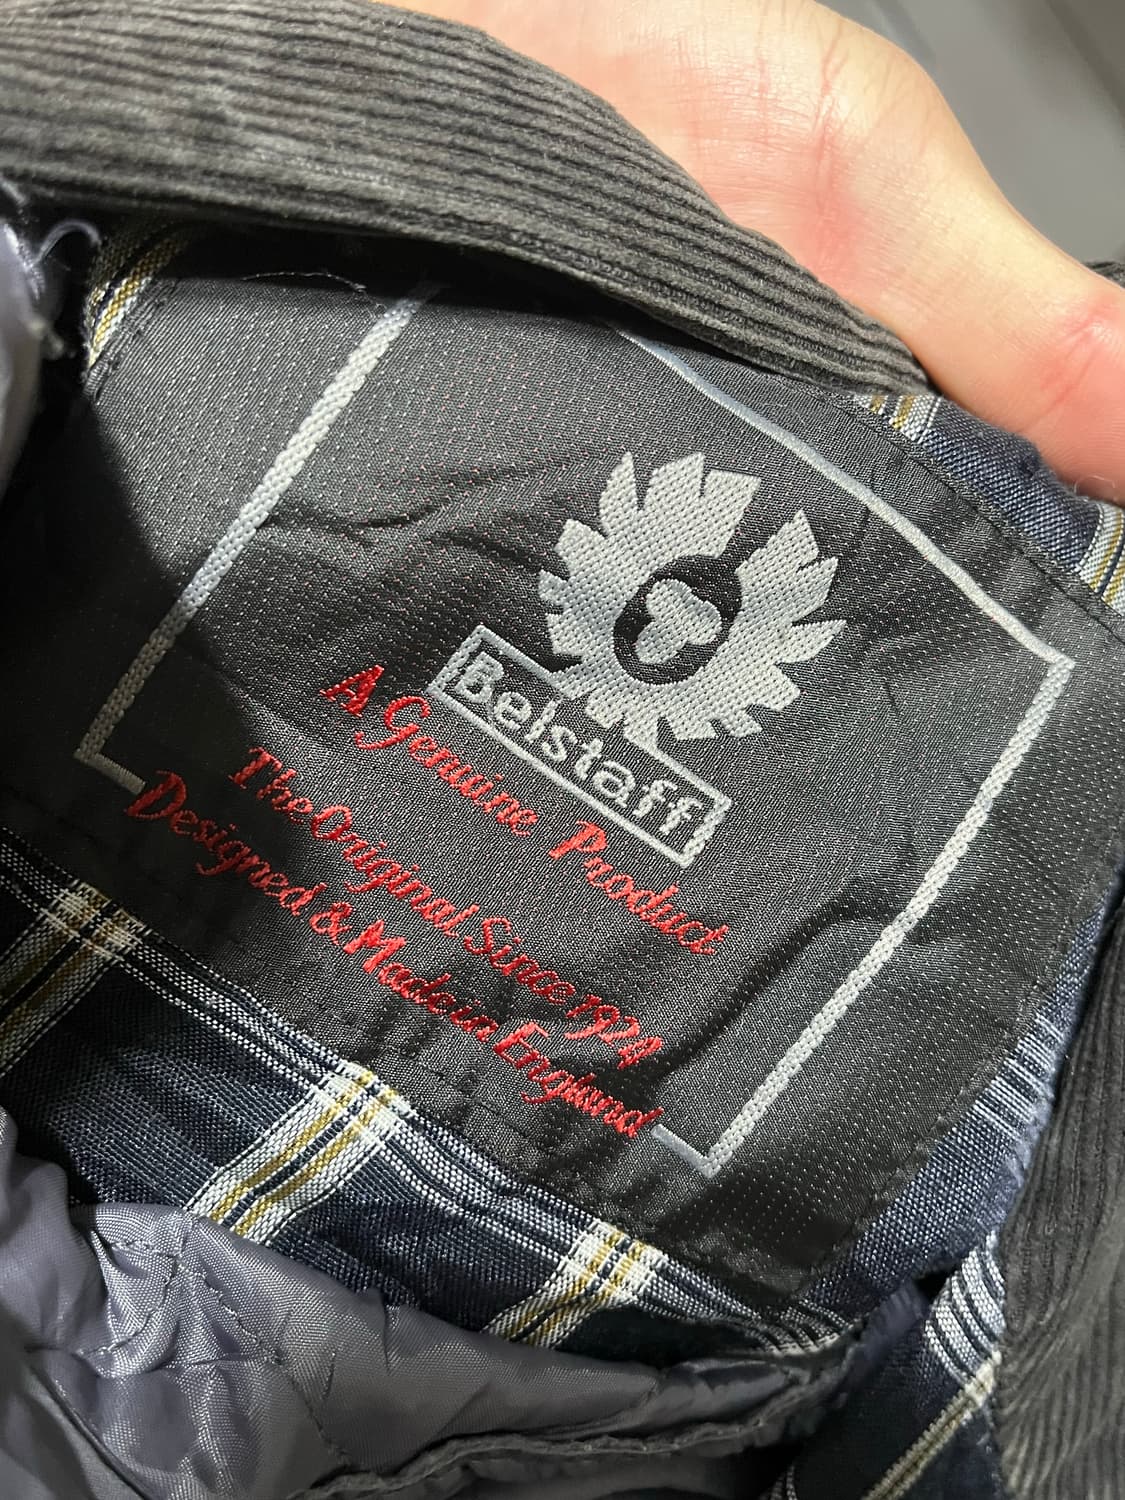 Belstaff
A Genuine Product
The Original Since 1924
Designed & Made in England